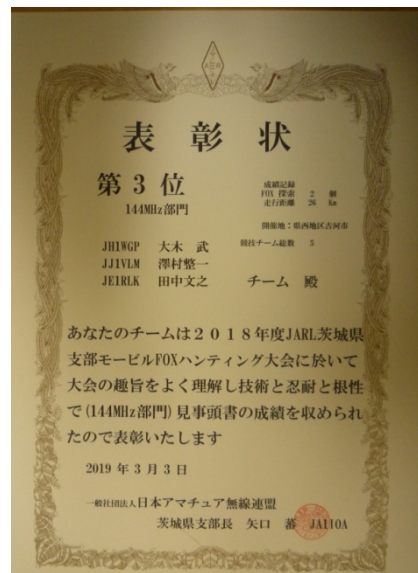 表彰状
第3位
144MHz部門
成績記録
FOX 探索 2 個
走行距離 26 Km
開催地：県西地区古河市
競技チーム総数 5
JH1WGP 大木 武
JJ1VLM 澤村整一
JE1RLK 田中文之
チーム 殿
あなたのチームは2018年度JARL茨城県
支部モービルFOXハンティング大会に於いて
大会の趣旨をよく理解し技術と忍耐と根性
で(144MHz部門)見事頭書の成績を収められ
たので表彰いたします
2019 年 3 月 3 日
一般社団法人日本アマチュア無線連盟
茨城県支部長 矢口 蓄 JA1IOA